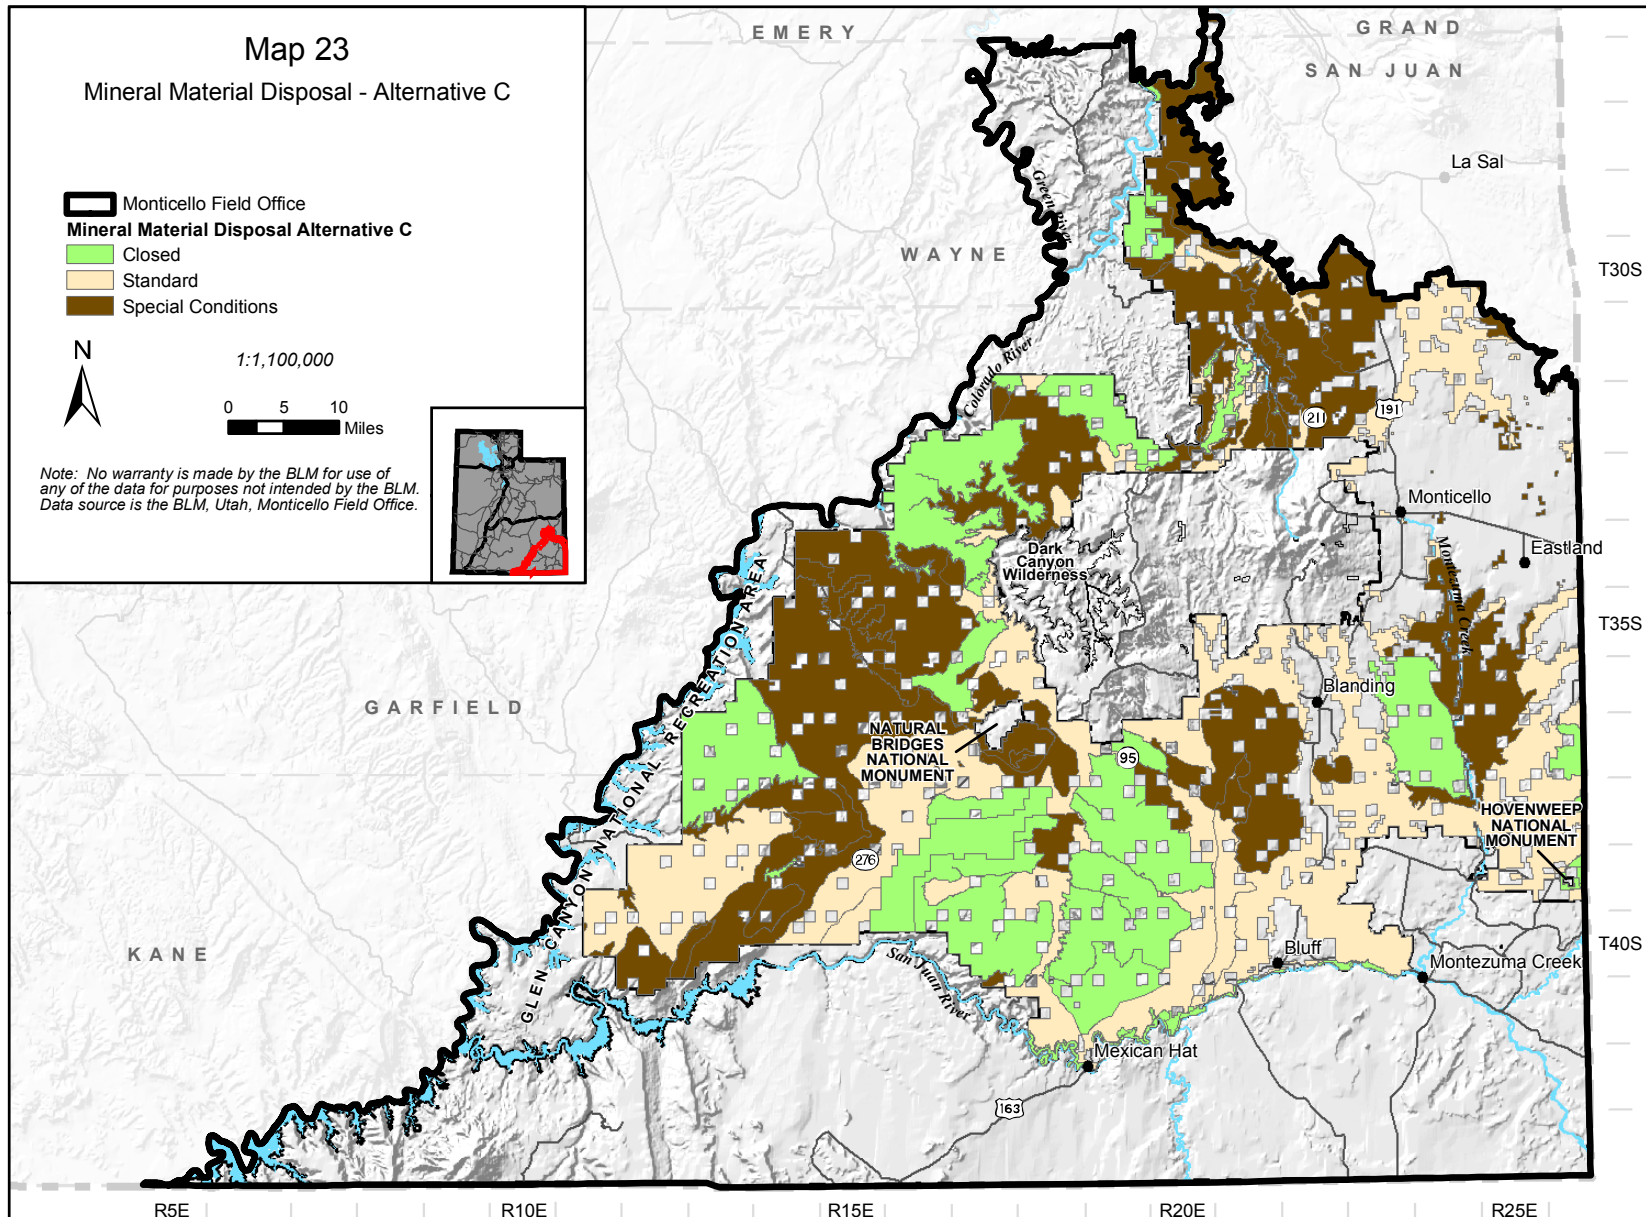 Map 23
Mineral Material Disposal - Alternative C
Monticello Field Office
Mineral Material Disposal Alternative C
Closed
Standard
Special Conditions
N
1:1,100,000
0 5 10
Miles
Note: No warranty is made by the BLM for use of
any of the data for purposes not intended by the BLM.
Data source is the BLM, Utah, Monticello Field Office.
EMERY
GRAND
SAN JUAN
La Sal
WAYNE
Green River
T30S
Colorado River
191
211
Monticello
Eastland
Dark
Canyon
Wilderness
Montezuma Creek
T35S
GARFIELD
Blanding
NATURAL
BRIDGES
NATIONAL
MONUMENT
95
HOVENWEEP
NATIONAL
MONUMENT
276
GLEN CANYON NATIONAL RECREATION AREA
KANE
T40S
Bluff
Montezuma Creek
San Juan River
Mexican Hat
163
R5E
R10E
R15E
R20E
R25E